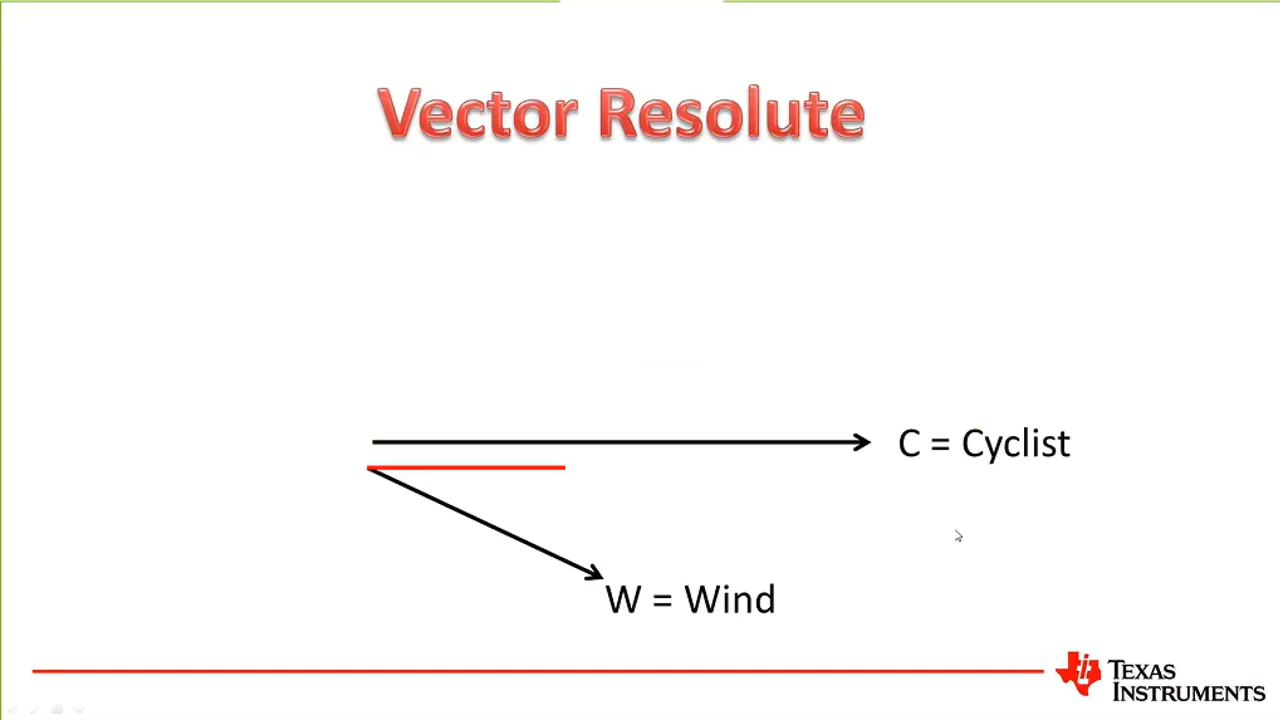 Vector Resolute
C = Cyclist
W = Wind
TEXAS
INSTRUMENTS